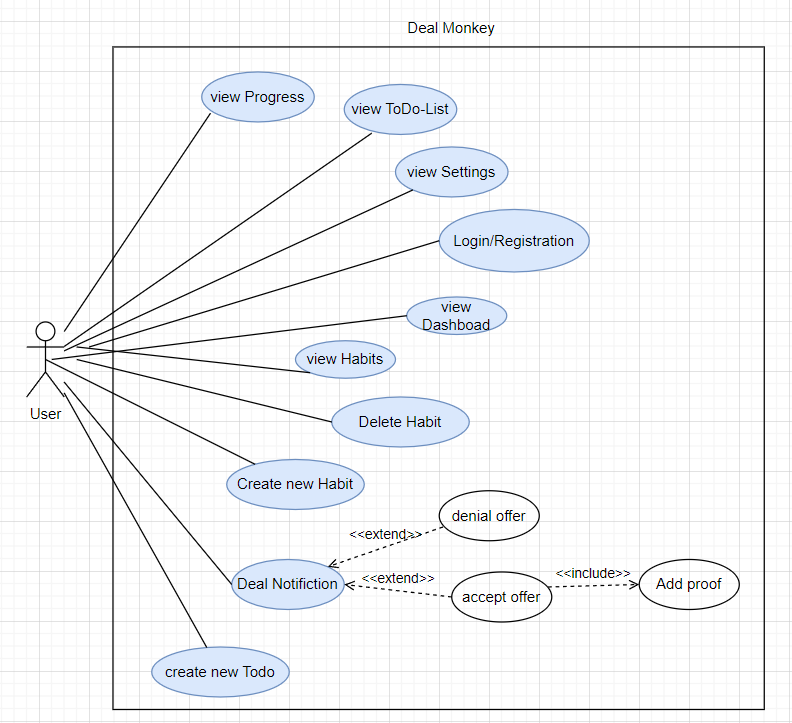 Deal Monkey
view Progress
view ToDo-List
view Settings
Login/Registration
view
Dashboad
view Habits
User
Delete Habit
Create new Habit
denial offer
<<extend>>
Deal Notifiction
<<extend>>
accept offer
<<include>>
Add proof
create new Todo